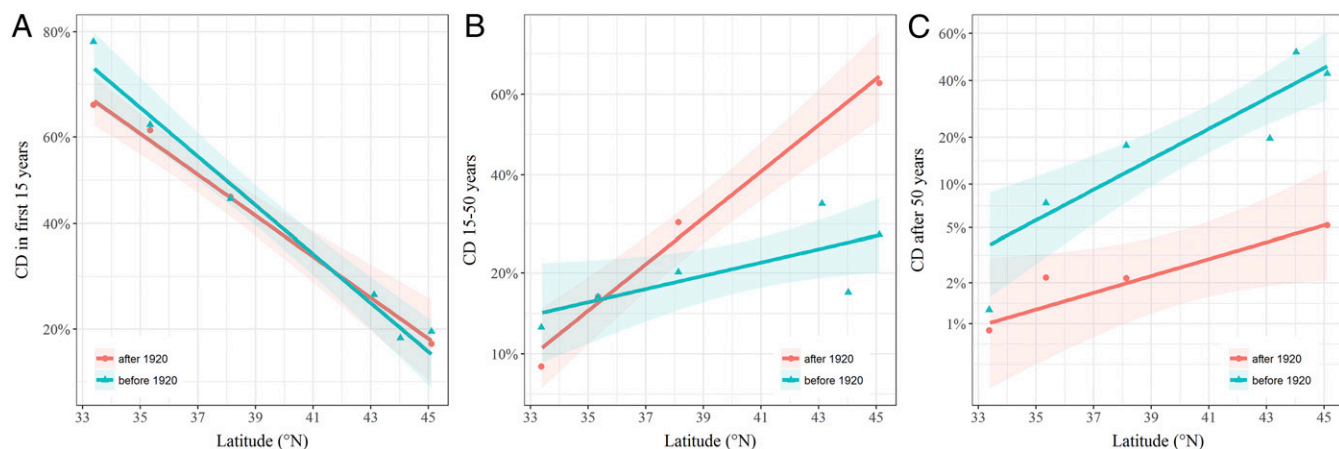 A
CD in first 15 years
80%
60%
40%
20%
after 1920
before 1920
33 35 37 39 41 43 45
Latitude (°N)
B
CD 15-50 years
60%
40%
20%
10%
after 1920
before 1920
33 35 37 39 41 43 45
Latitude (°N)
C
CD after 50 years
60%
40%
20%
10%
5%
2%
1%
after 1920
before 1920
33 35 37 39 41 43 45
Latitude (°N)